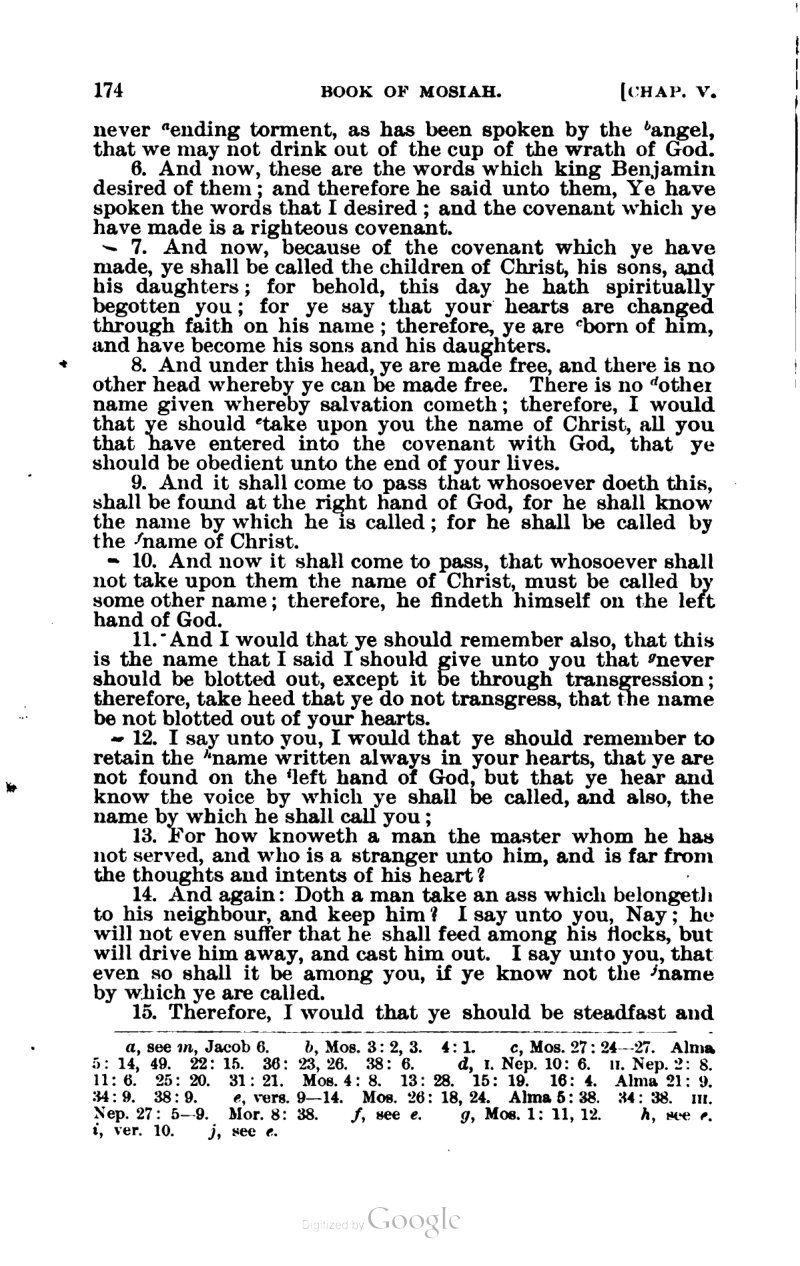 174 BOOK OF MOSIAH. [CHAP. V.
never ᵃending torment, as has been spoken by the ᵇangel,
that we may not drink out of the cup of the wrath of God.
6. And now, these are the words which king Benjamin
desired of them; and therefore he said unto them, Ye have
spoken the words that I desired; and the covenant which ye
have made is a righteous covenant.
7. And now, because of the covenant which ye have
made, ye shall be called the children of Christ, his sons, and
his daughters; for behold, this day he hath spiritually
begotten you; for ye say that your hearts are changed
through faith on his name; therefore, ye are ᶜborn of him,
and have become his sons and his daughters.
8. And under this head, ye are made free, and there is no
other head whereby ye can be made free. There is no ᵈother
name given whereby salvation cometh; therefore, I would
that ye should ᵉtake upon you the name of Christ, all you
that have entered into the covenant with God, that ye
should be obedient unto the end of your lives.
9. And it shall come to pass that whosoever doeth this,
shall be found at the right hand of God, for he shall know
the name by which he is called; for he shall be called by
the ᶠname of Christ.
10. And now it shall come to pass, that whosoever shall
not take upon them the name of Christ, must be called by
some other name; therefore, he findeth himself on the left
hand of God.
11. And I would that ye should remember also, that this
is the name that I said I should give unto you that ᵍnever
should be blotted out, except it be through transgression;
therefore, take heed that ye do not transgress, that the name
be not blotted out of your hearts.
12. I say unto you, I would that ye should remember to
retain the ʰname written always in your hearts, that ye are
not found on the ⁱleft hand of God, but that ye hear and
know the voice by which ye shall be called, and also, the
name by which he shall call you;
13. For how knoweth a man the master whom he has
not served, and who is a stranger unto him, and is far from
the thoughts and intents of his heart?
14. And again: Doth a man take an ass which belongeth
to his neighbour, and keep him? I say unto you, Nay; he
will not even suffer that he shall feed among his flocks, but
will drive him away, and cast him out. I say unto you, that
even so shall it be among you, if ye know not the ʲname
by which ye are called.
15. Therefore, I would that ye should be steadfast and
a, see m, Jacob 6. b, Mos. 3: 2, 3. 4: 1. c, Mos. 27: 24—27. Alma
5: 14, 49. 22: 15. 36: 23, 26. 38: 6. d, I. Nep. 10: 6. II. Nep. 2: 8.
11: 6. 25: 20. 31: 21. Mos. 4: 8. 13: 28. 15: 19. 16: 4. Alma 21: 9.
34: 9. 38: 9. e, vers. 9—14. Mos. 26: 18, 24. Alma 5: 38. 34: 38. III.
Nep. 27: 5—9. Mor. 8: 38. f, see e. g, Mos. 1: 11, 12. h, see e.
i, ver. 10. j, see e.
Digitized by Google